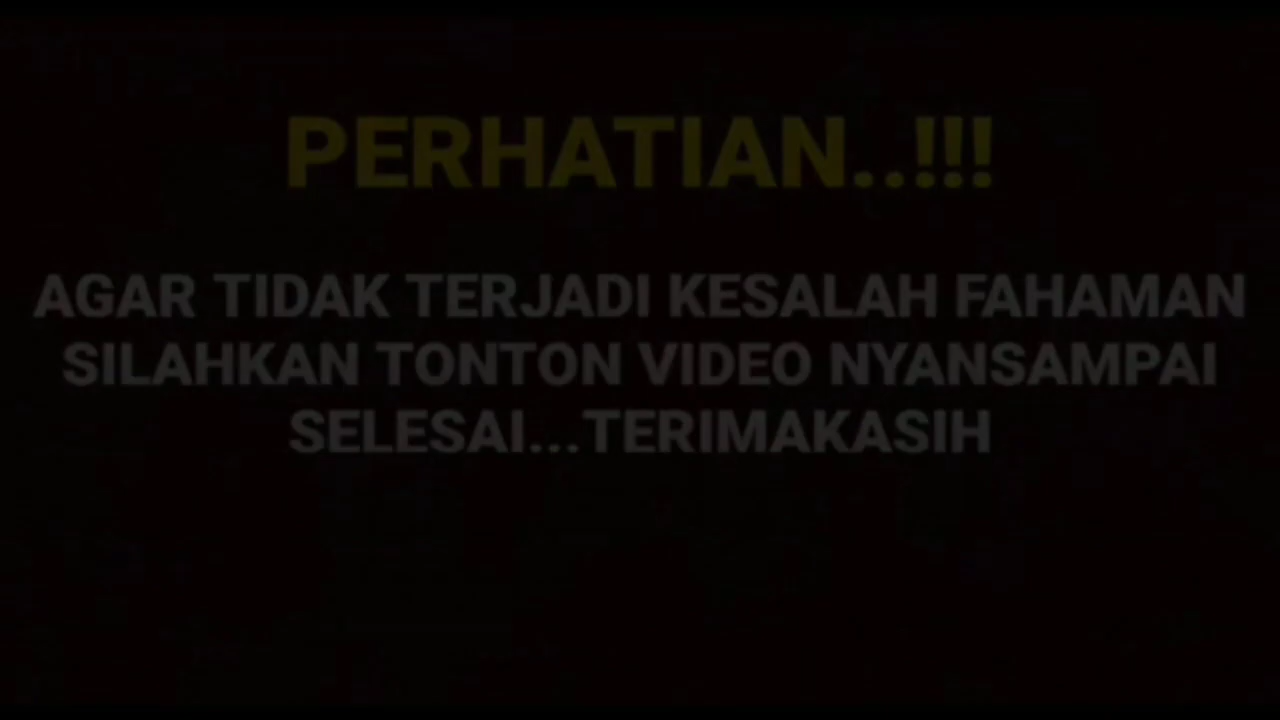 PERHATIAN..!!!
AGAR TIDAK TERJADI KESALAH FAHAMAN
SILAHKAN TONTON VIDEO NYANSAMPAI
SELESAI...TERIMAKASIH